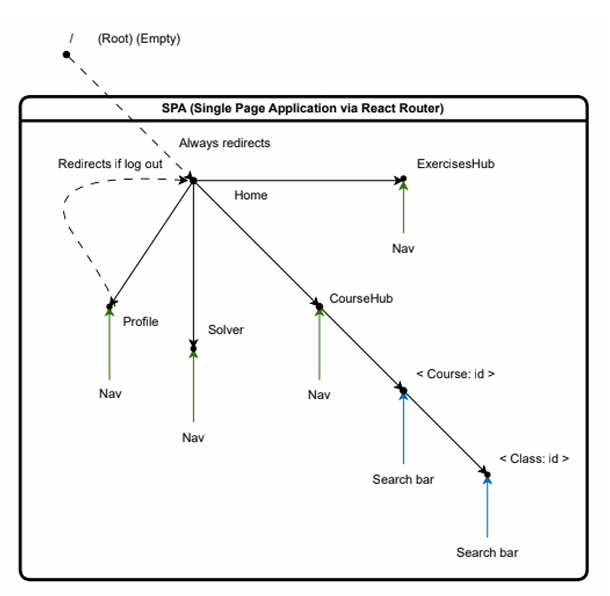 / (Root) (Empty)
SPA (Single Page Application via React Router)
Always redirects
Redirects if log out
ExercisesHub
Home
Nav
CourseHub
Profile
Solver
< Course: id >
Nav
Nav
Nav
< Class: id >
Search bar
Search bar